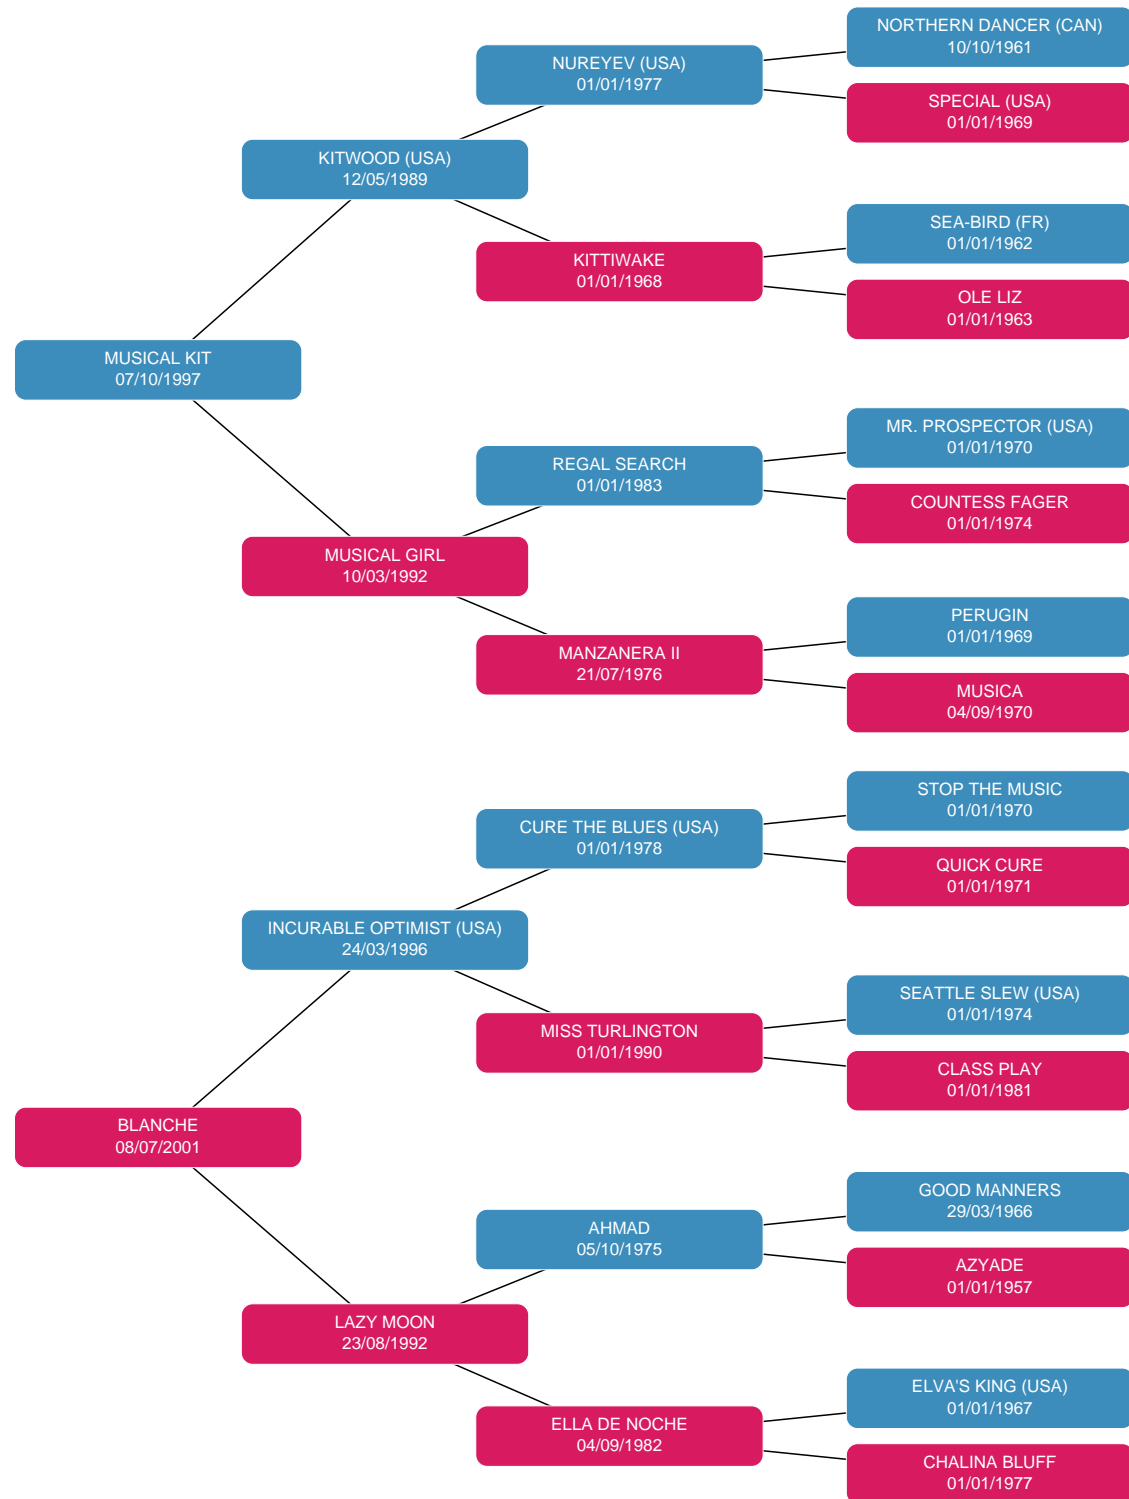 NORTHERN DANCER (CAN)
10/10/1961
NUREYEV (USA)
01/01/1977
SPECIAL (USA)
01/01/1969
KITWOOD (USA)
12/05/1989
SEA-BIRD (FR)
01/01/1962
KITTIWAKE
01/01/1968
OLE LIZ
01/01/1963
MUSICAL KIT
07/10/1997
MR. PROSPECTOR (USA)
01/01/1970
REGAL SEARCH
01/01/1983
COUNTESS FAGER
01/01/1974
MUSICAL GIRL
10/03/1992
PERUGIN
01/01/1969
MANZANERA II
21/07/1976
MUSICA
04/09/1970
STOP THE MUSIC
01/01/1970
CURE THE BLUES (USA)
01/01/1978
QUICK CURE
01/01/1971
INCURABLE OPTIMIST (USA)
24/03/1996
SEATTLE SLEW (USA)
01/01/1974
MISS TURLINGTON
01/01/1990
CLASS PLAY
01/01/1981
BLANCHE
08/07/2001
GOOD MANNERS
29/03/1966
AHMAD
05/10/1975
AZYADE
01/01/1957
LAZY MOON
23/08/1992
ELVA'S KING (USA)
01/01/1967
ELLA DE NOCHE
04/09/1982
CHALINA BLUFF
01/01/1977